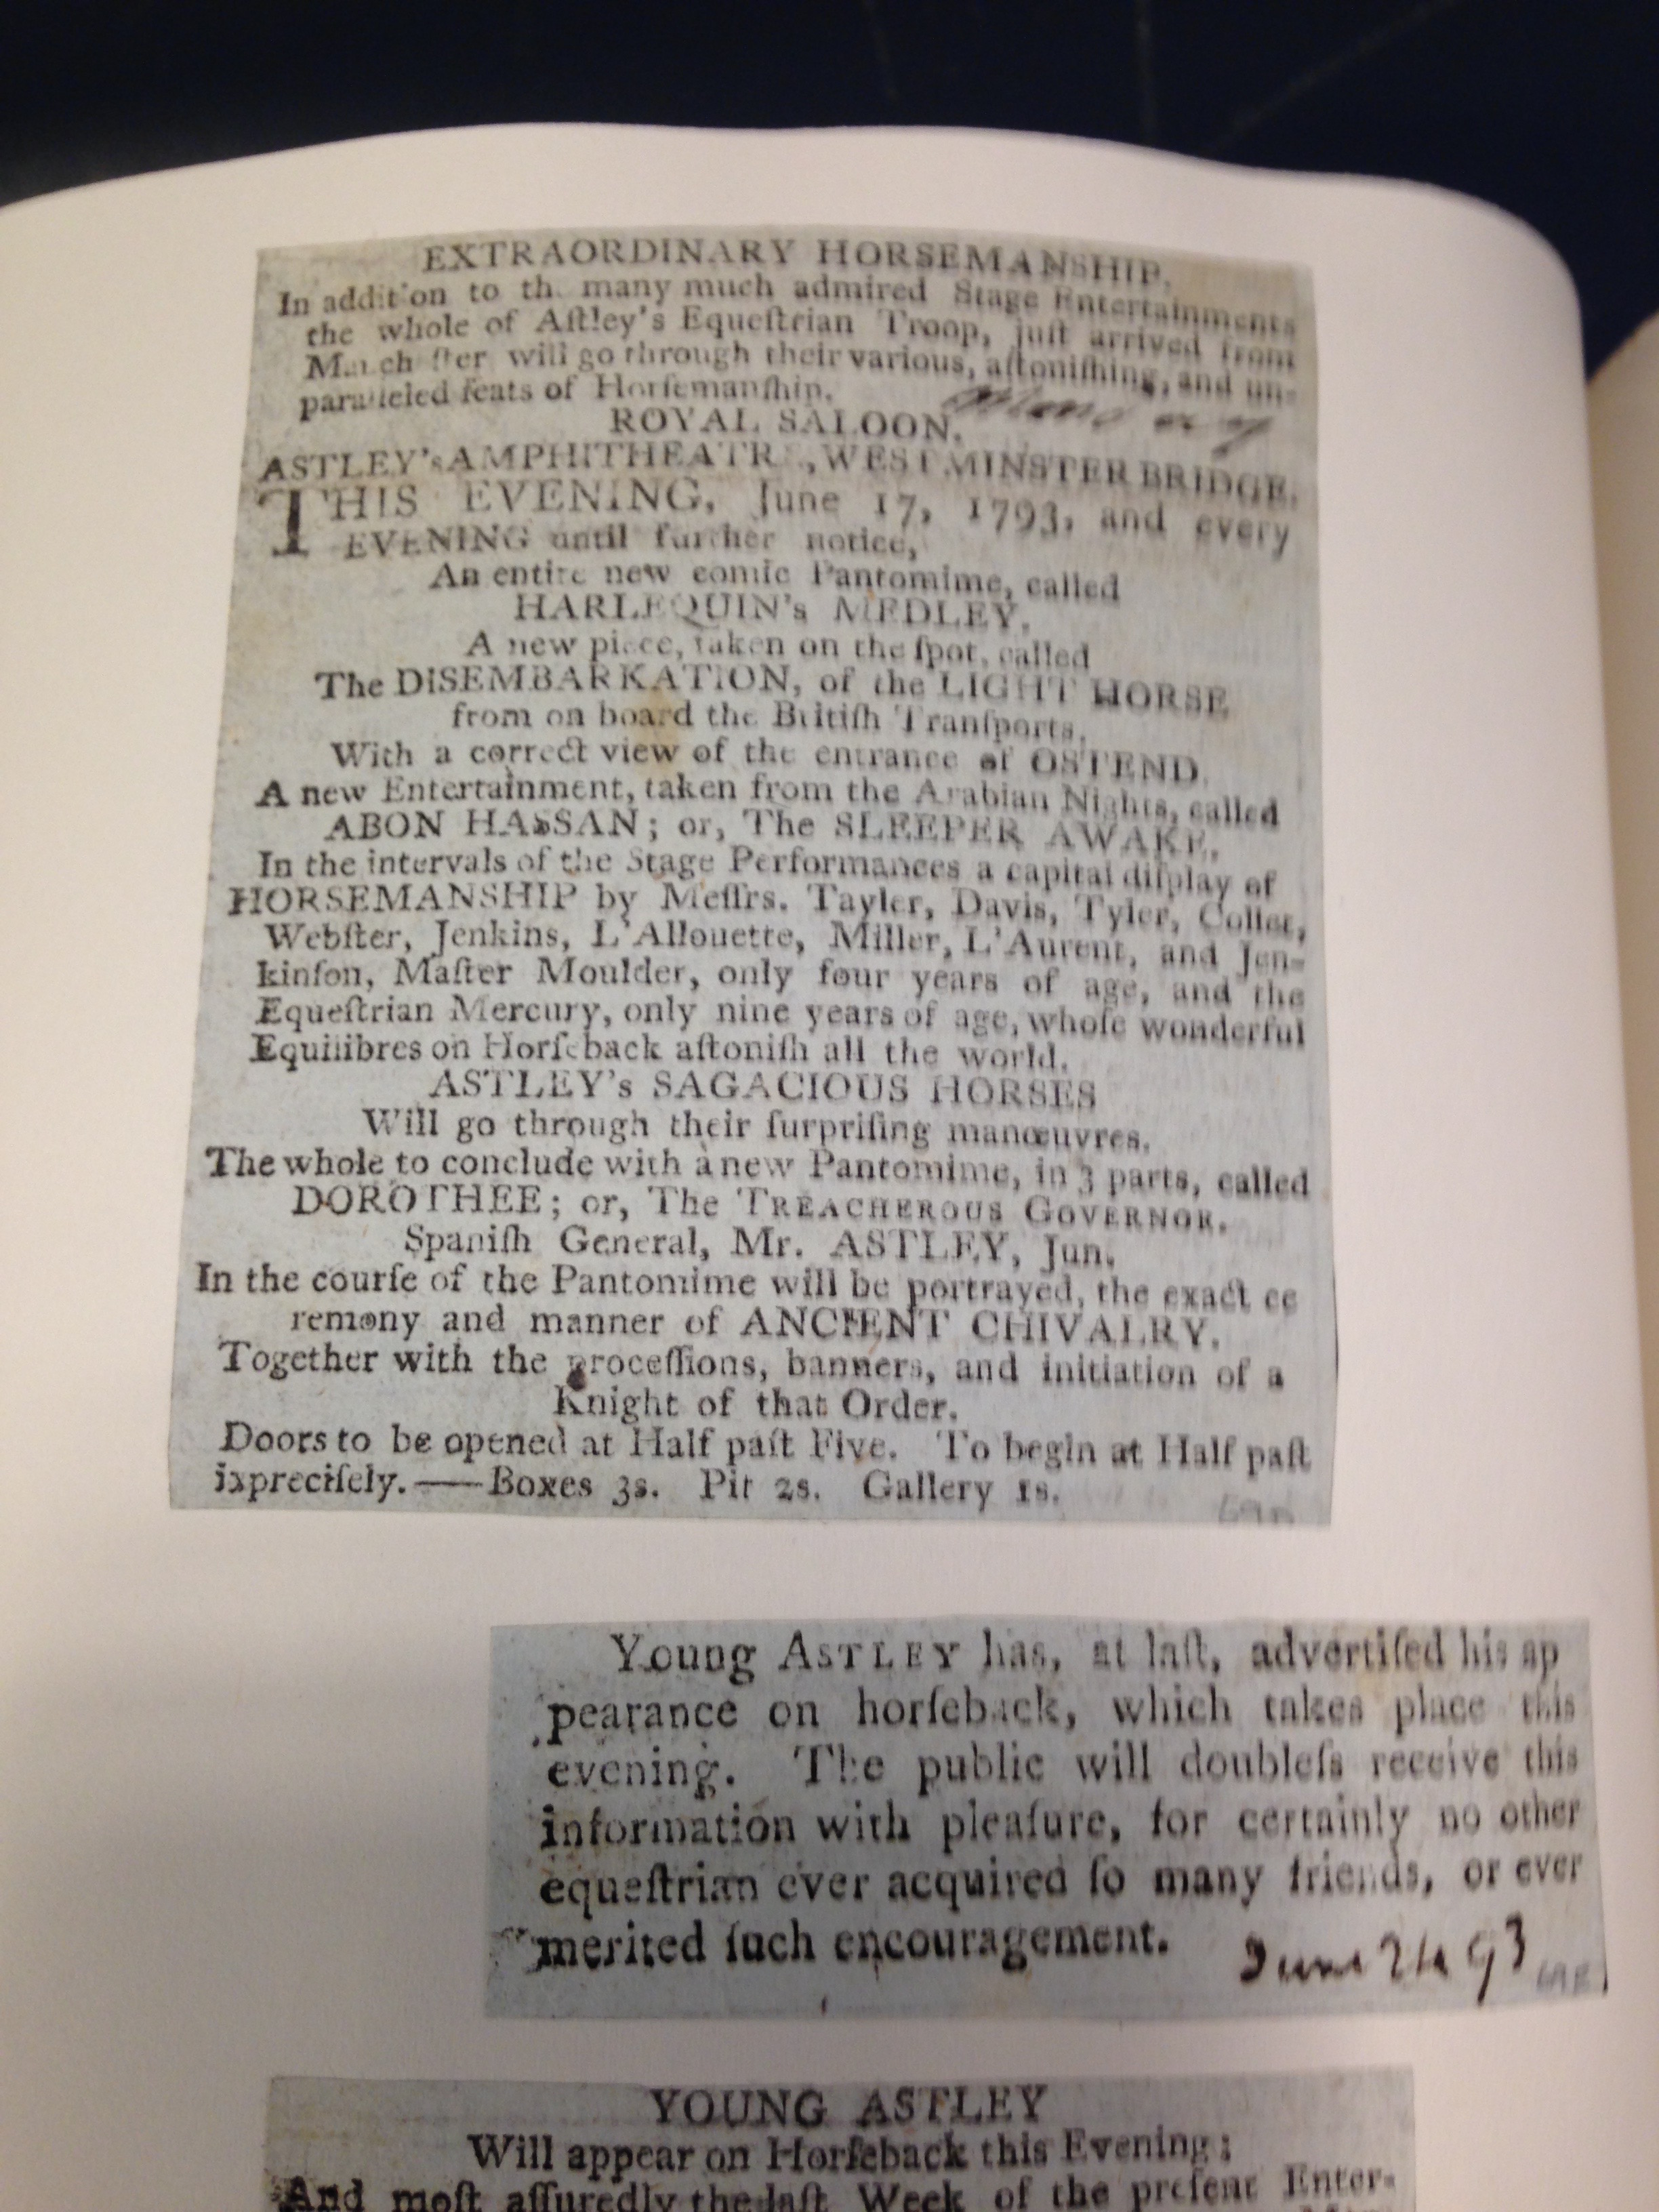 EXTRAORDINARY HORSEMANSHIP.
In addition to th. many much admired Stage Entertainments
the whole of Aſtley's Equeſtrian Troop, juſt arrived from
M..ch ſter will go through their various, aſtoniſhing, and un-
paralleled feats of Horſemanſhip.
Monday
ROYAL SALOON.
ASTLEY's AMPHITHEATR , WESTMINSTER BRIDGE.
THIS EVENING, June 17, 1793, and every
EVENING until further notice,
An entire new comic Pantomime, called
HARLEQUIN's MEDLEY.
A new piece, taken on the ſpot, called
The DISEMBARKATION, of the LIGHT HORSE
from on board the Britiſh Tranſports,
With a correct view of the entrance of OSTEND.
A new Entertainment, taken from the Arabian Nights, called
ABON HASSAN; or, The SLEEPER AWAKE.
In the intervals of the Stage Performances a capital diſplay of
HORSEMANSHIP by Meſſrs. Tayler, Davis, Tyler, Collet,
Webſter, Jenkins, L'Allouette, Miller, L'Aurent, and Jen-
kinſon, Maſter Moulder, only four years of age, and the
Equeſtrian Mercury, only nine years of age, whoſe wonderful
Equilibres on Horſeback aſtoniſh all the world.
ASTLEY's SAGACIOUS HORSES
Will go through their ſurpriſing manœuvres.
The whole to conclude with a new Pantomime, in 3 parts, called
DOROTHEE; or, The TREACHEROUS GOVERNOR.
Spaniſh General, Mr. ASTLEY, Jun.
In the courſe of the Pantomime will be portrayed, the exact ce
remony and manner of ANCIENT CHIVALRY.
Together with the proceſſions, banners, and initiation of a
Knight of that Order.
Doors to be opened at Half paſt Five. To begin at Half paſt
ix preciſely.——Boxes 3s. Pit 2s. Gallery 1s.
Young ASTLEY has, at laſt, advertiſed his ap
pearance on horſeback, which takes place this
evening. The public will doubleſs receive this
information with pleaſure, for certainly no other
equeſtrian ever acquired ſo many friends, or ever
merited ſuch encouragement.
June 24 93
YOUNG ASTLEY
Will appear on Horſeback this Evening:
And moſt aſſuredly the laſt Week of the preſent Enter-